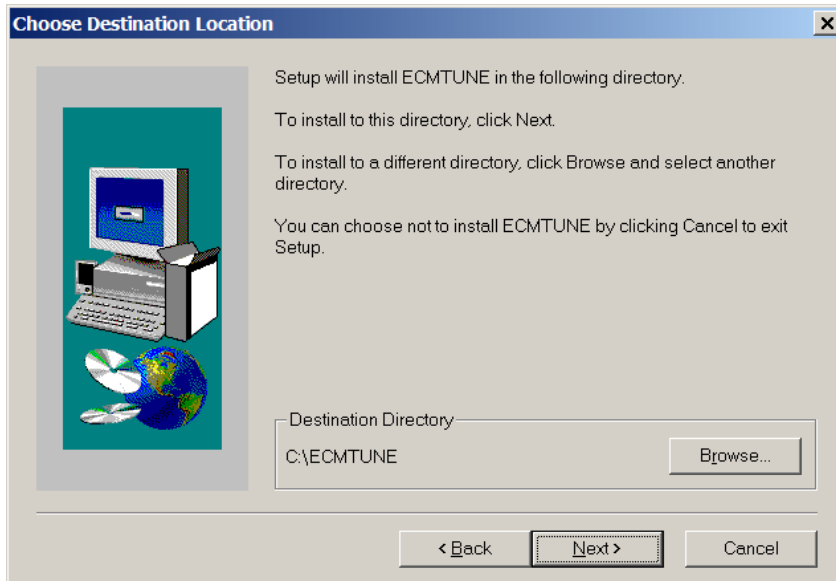 Choose Destination Location
Setup will install ECMTUNE in the following directory.
To install to this directory, click Next.
To install to a different directory, click Browse and select another
directory.
You can choose not to install ECMTUNE by clicking Cancel to exit
Setup.
Destination Directory
C:\ECMTUNE
Browse...
< Back
Next >
Cancel